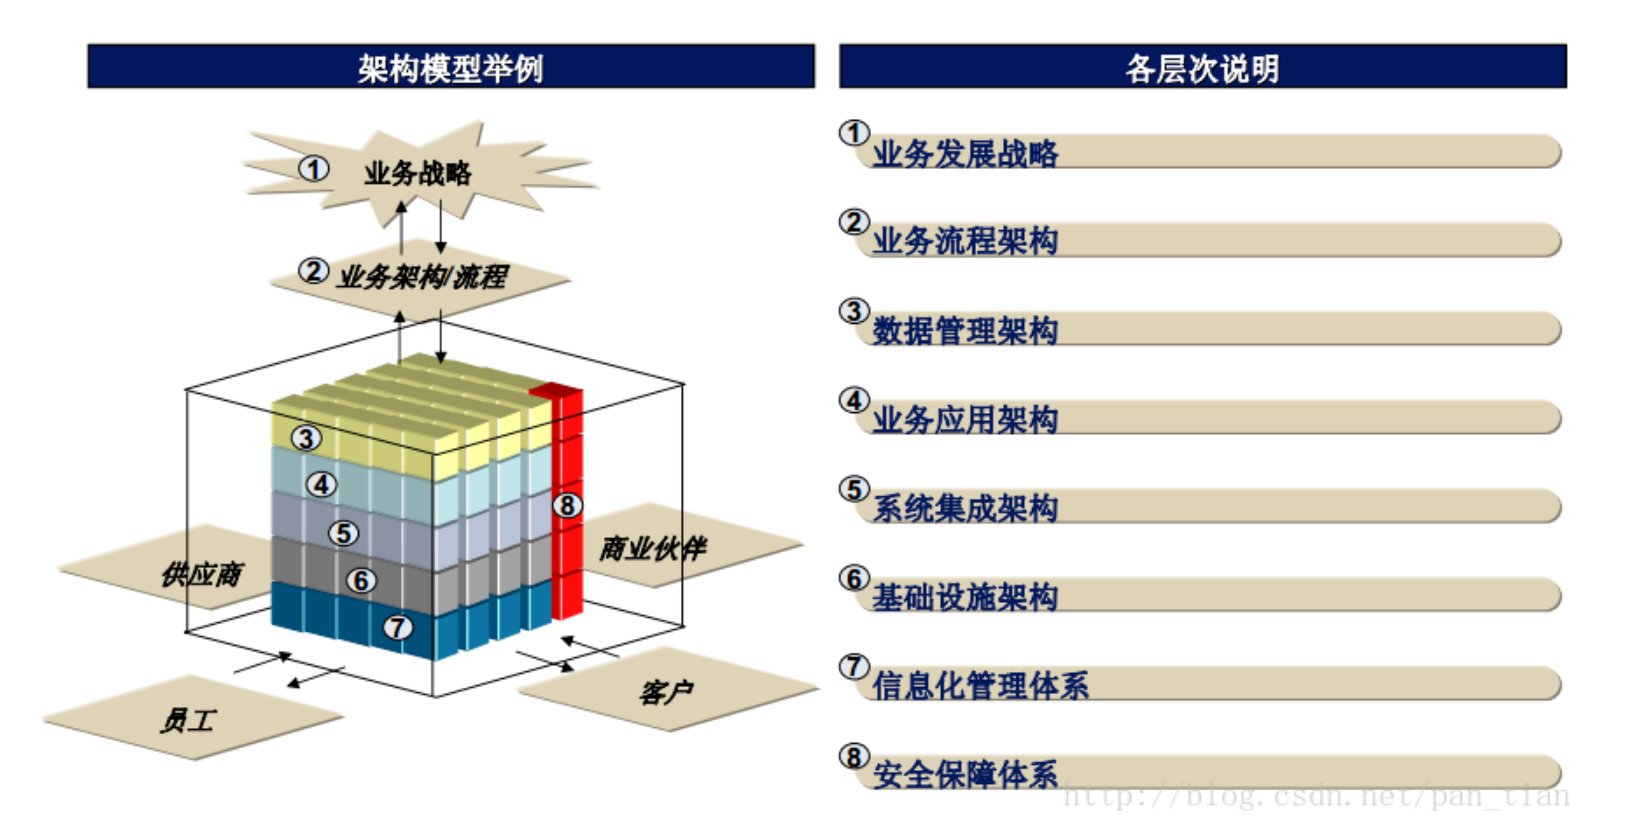 架构模型举例
① 业务战略
② 业务架构/流程
③
④
⑤
⑥
⑦
⑧
供应商
商业伙伴
员工
客户
各层次说明
① 业务发展战略
② 业务流程架构
③ 数据管理架构
④ 业务应用架构
⑤ 系统集成架构
⑥ 基础设施架构
⑦ 信息化管理体系
⑧ 安全保障体系
http://blog.csdn.net/pan_tian